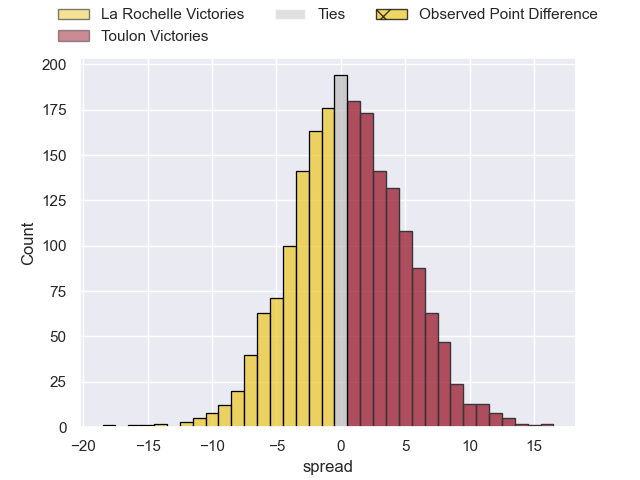 La Rochelle Victories
Ties
Observed Point Difference
Toulon Victories
200
175
150
125
100
75
50
25
0
Count
−20
−15
−10
−5
0
5
10
15
spread